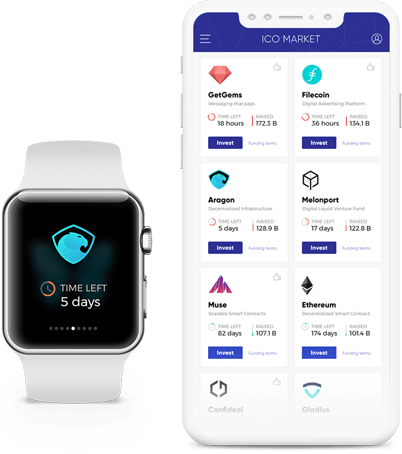 ICO MARKET
GetGems
Messaging that pays.
TIME LEFT
18 hours
RAISED
172.3 B
Invest
Funding terms
Filecoin
Digital Advertising Platform.
TIME LEFT
36 hours
RAISED
134.1 B
Invest
Funding terms
Aragon
Decentralized Infrastructure.
TIME LEFT
5 days
RAISED
128.9 B
Invest
Funding terms
Melonport
Digital Liquid Venture Fund.
TIME LEFT
17 days
RAISED
122.8 B
Invest
Funding terms
Muse
Scalable Smart Contracts.
TIME LEFT
82 days
RAISED
107.1 B
Invest
Funding terms
Ethereum
Decentralized Smart Contract.
TIME LEFT
174 days
RAISED
101.4 B
Invest
Funding terms
Confideal
Gladius
TIME LEFT
5 days